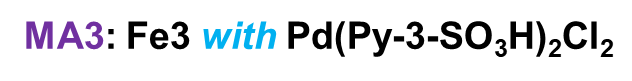 MA3: Fe3 with Pd(Py-3-SO₃H)₂Cl₂